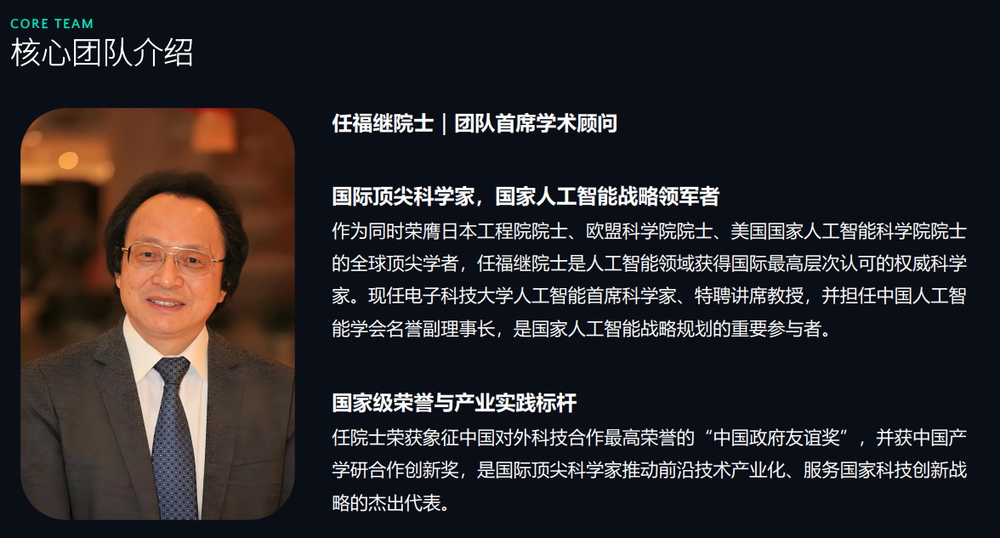 CORE TEAM
核心团队介绍
任福继院士｜团队首席学术顾问
国际顶尖科学家，国家人工智能战略领军者
作为同时荣膺日本工程院院士、欧盟科学院院士、美国国家人工智能科学院院士
的全球顶尖学者，任福继院士是人工智能领域获得国际最高层次认可的权威科学
家。现任电子科技大学人工智能首席科学家、特聘讲席教授，并担任中国人工智
能学会名誉副理事长，是国家人工智能战略规划的重要参与者。
国家级荣誉与产业实践标杆
任院士荣获象征中国对外科技合作最高荣誉的“中国政府友谊奖”，并获中国产
学研合作创新奖，是国际顶尖科学家推动前沿技术产业化、服务国家科技创新战
略的杰出代表。